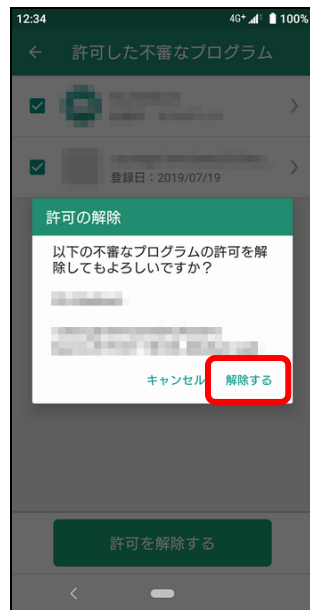 12:34 4G+ 100%
許可した不審なプログラム
登録日：2019/07/19
許可の解除
以下の不審なプログラムの許可を解
除してもよろしいですか？
キャンセル 解除する
許可を解除する